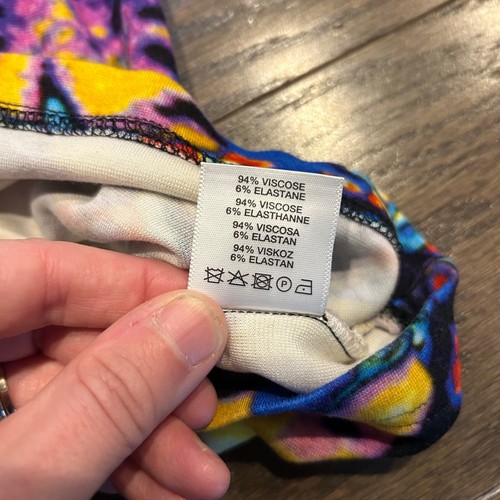 94% VISCOSE
6% ELASTANE
94% VISCOSE
6% ELASTHANNE
94% VISCOSA
6% ELASTAN
94% VISKOZ
6% ELASTAN
P